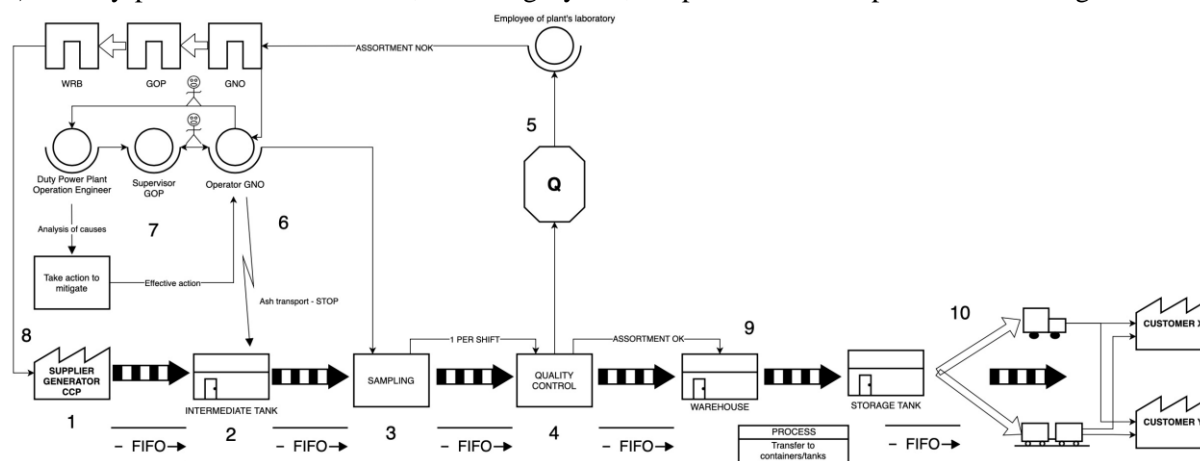 Employee of plant's laboratory
ASSORTMENT NOK
WRB
GOP
GNO
5
Q
Duty Power Plant
Operation Engineer
Supervisor
GOP
Operator GNO
6
7
Analysis of causes
Take action to
mitigate
Effective action
Ash transport - STOP
8
9
10
1 PER SHIFT
ASSORTMENT OK
SUPPLIER
GENERATOR
CCP
INTERMEDIATE TANK
SAMPLING
QUALITY
CONTROL
WAREHOUSE
STORAGE TANK
CUSTOMER X
CUSTOMER Y
1
2
3
4
FIFO
FIFO
FIFO
FIFO
FIFO
PROCESS
Transfer to
containers/tanks